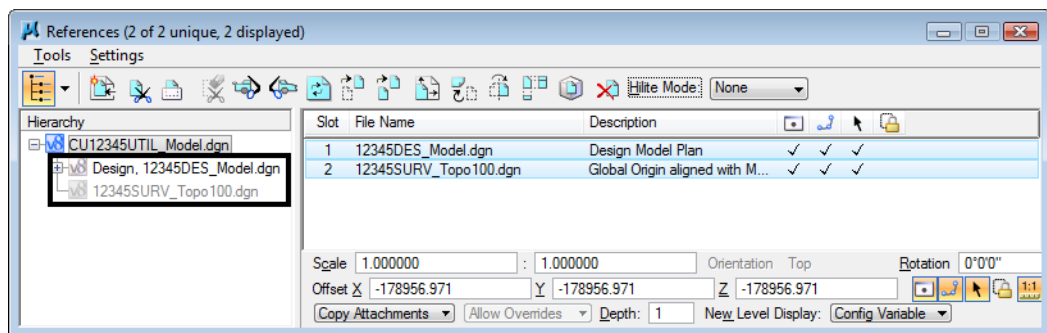 References (2 of 2 unique, 2 displayed)
Tools Settings
Hilite Mode: None
Hierarchy
CU12345UTIL_Model.dgn
Design, 12345DES_Model.dgn
12345SURV_Topo100.dgn
Slot File Name Description
1 12345DES_Model.dgn Design Model Plan
2 12345SURV_Topo100.dgn Global Origin aligned with M...
Scale 1.000000 : 1.000000 Orientation Top Rotation 0°0'0"
Offset X -178956.971 Y -178956.971 Z -178956.971 1:1
Copy Attachments Allow Overrides Depth: 1 New Level Display: Config Variable